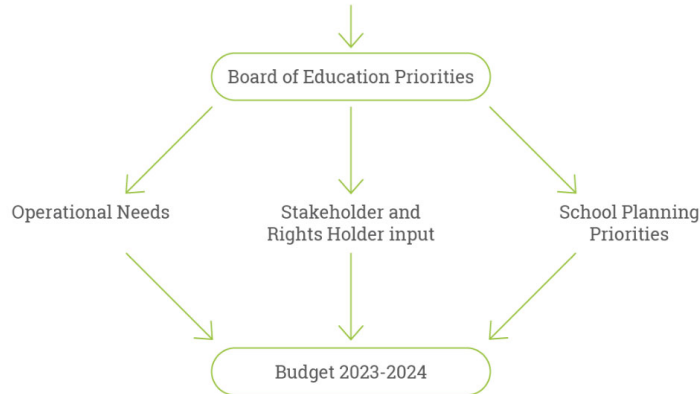 Board of Education Priorities
Operational Needs
Stakeholder and
Rights Holder input
School Planning
Priorities
Budget 2023-2024